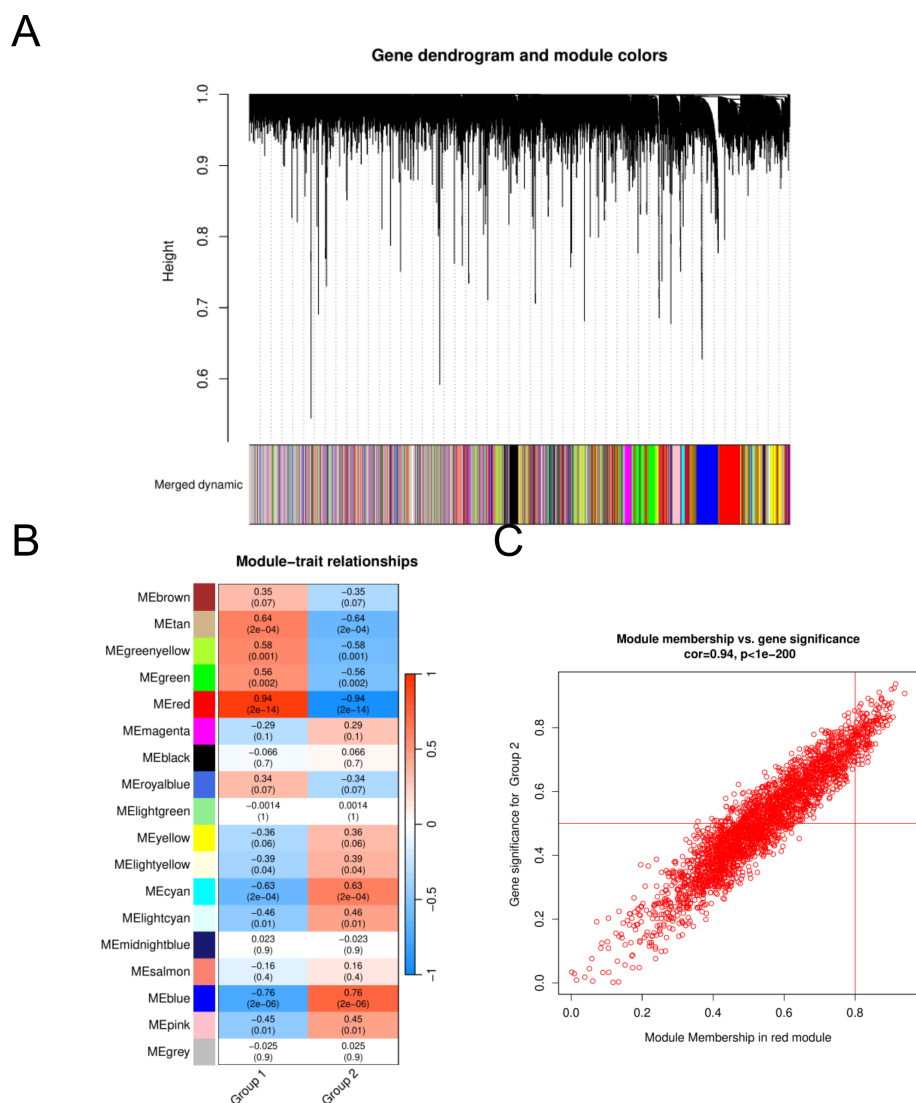 A
Gene dendrogram and module colors
Height
1.0
0.9
0.8
0.7
0.6
Merged dynamic
B
Module−trait relationships
MEbrown 0.35 −0.35
(0.07) (0.07)
MEtan 0.64 −0.64
(2e−04) (2e−04)
MEgreenyellow 0.58 −0.58
(0.001) (0.001)
MEgreen 0.56 −0.56
(0.002) (0.002)
MEred 0.94 −0.94
(2e−14) (2e−14)
MEmagenta −0.29 0.29
(0.1) (0.1)
MEblack −0.066 0.066
(0.7) (0.7)
MEroyalblue 0.34 −0.34
(0.07) (0.07)
MElightgreen −0.0014 0.0014
(1) (1)
MEyellow −0.36 0.36
(0.06) (0.06)
MElightyellow −0.39 0.39
(0.04) (0.04)
MEcyan −0.63 0.63
(2e−04) (2e−04)
MElightcyan −0.46 0.46
(0.01) (0.01)
MEmidnightblue 0.023 −0.023
(0.9) (0.9)
MEsalmon −0.16 0.16
(0.4) (0.4)
MEblue −0.76 0.76
(2e−06) (2e−06)
MEpink −0.45 0.45
(0.01) (0.01)
MEgrey −0.025 0.025
(0.9) (0.9)
Group 1 Group 2
1
0.5
0
−0.5
−1
C
Module membership vs. gene significance
cor=0.94, p<1e−200
Gene significance for Group 2
0.8
0.6
0.4
0.2
0.0
0.0 0.2 0.4 0.6 0.8
Module Membership in red module